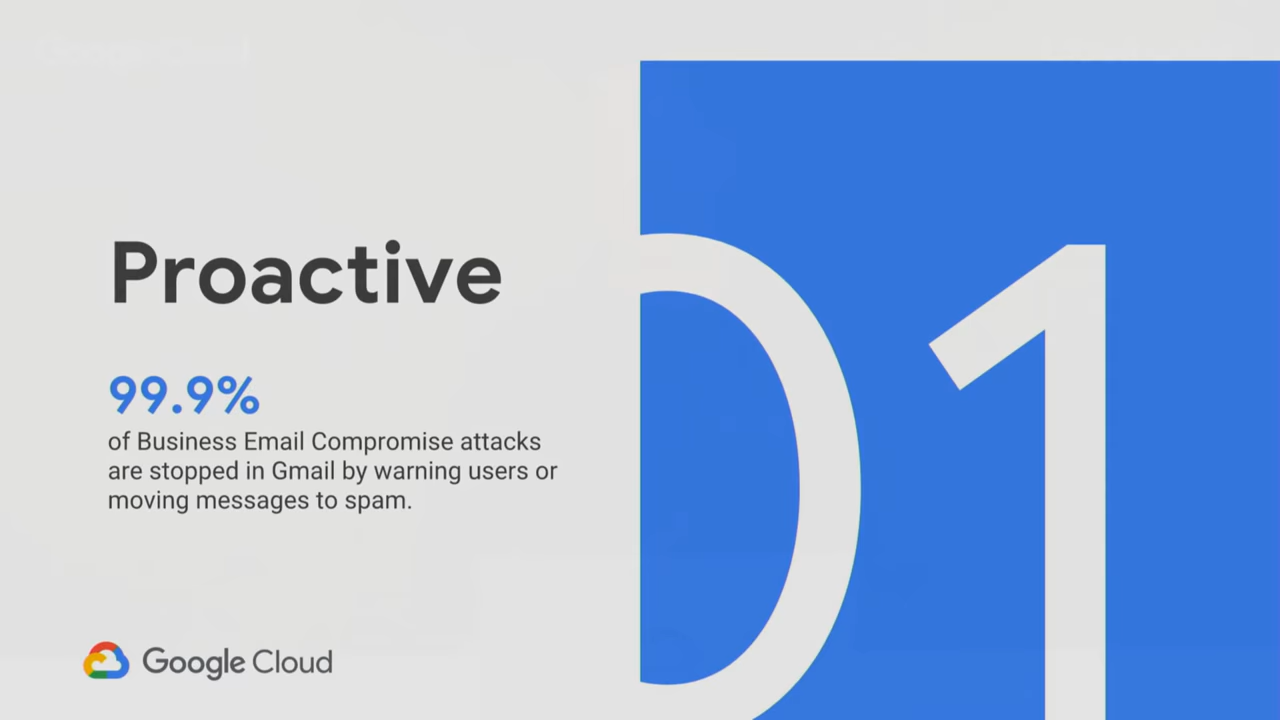 Proactive
99.9%
of Business Email Compromise attacks
are stopped in Gmail by warning users or
moving messages to spam.
Google Cloud
01